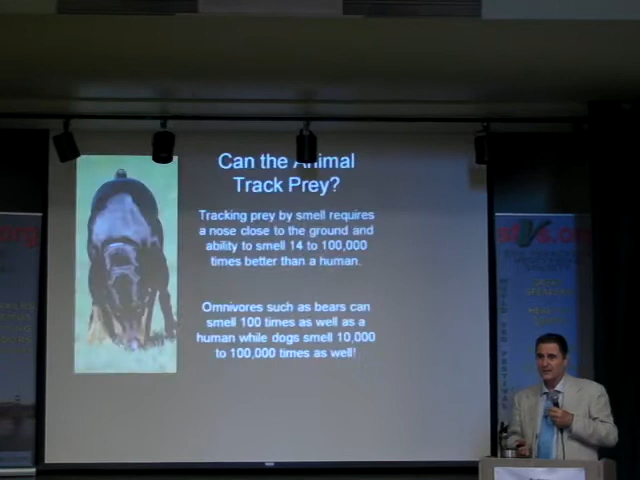 Can the Animal
Track Prey?
Tracking prey by smell requires
a nose close to the ground and
ability to smell 14 to 100,000
times better than a human.
Omnivores such as bears can
smell 100 times as well as a
human while dogs smell 10,000
to 100,000 times as well!
sfvs.org